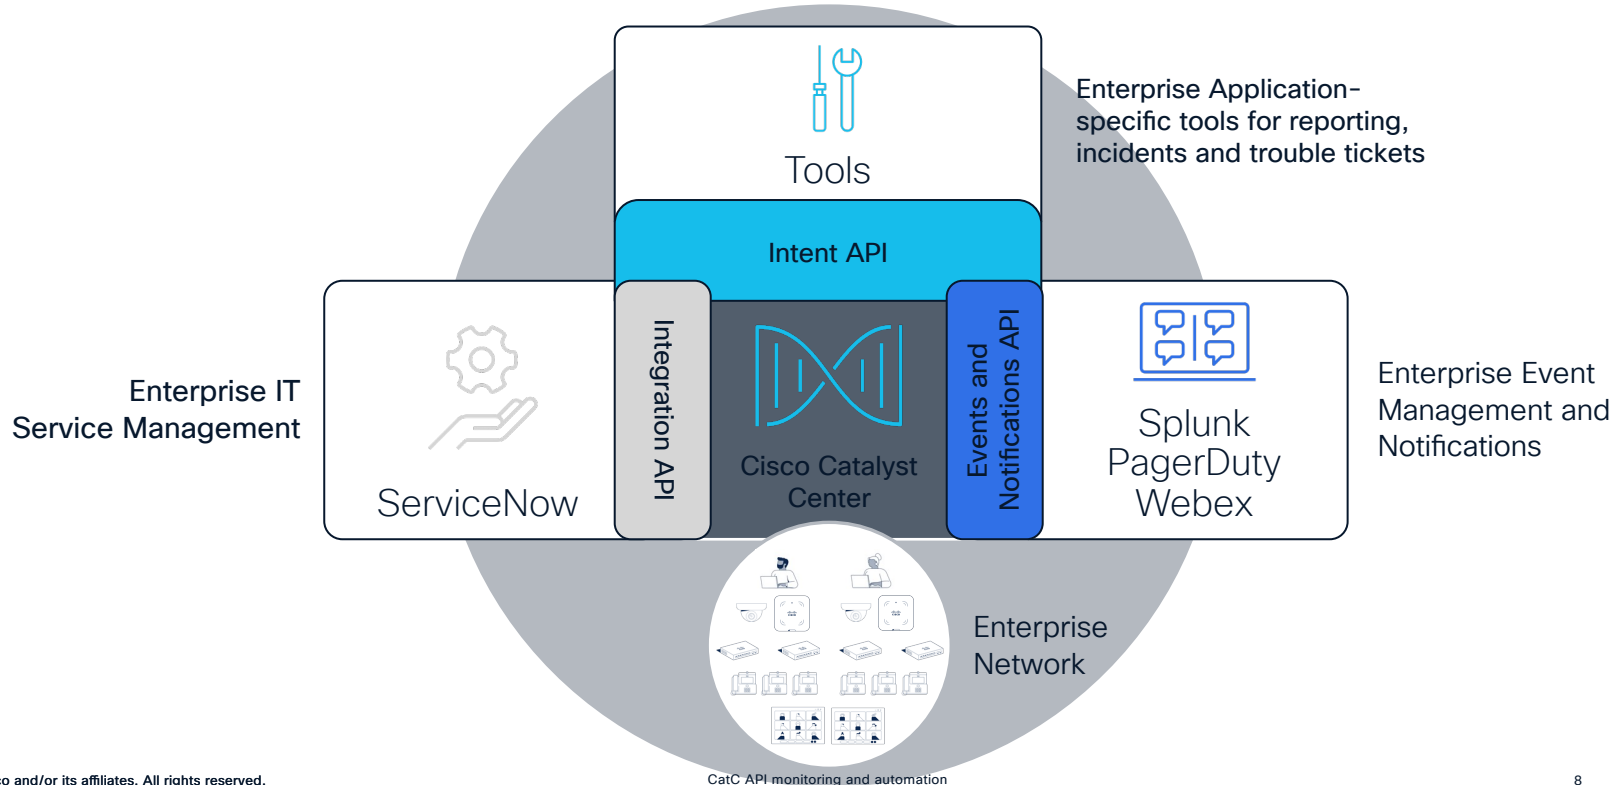 Tools
Enterprise Application-
specific tools for reporting,
incidents and trouble tickets
Intent API
Enterprise IT
Service Management
ServiceNow
Integration API
Cisco Catalyst
Center
Events and
Notifications API
Splunk
PagerDuty
Webex
Enterprise Event
Management and
Notifications
Enterprise
Network
co and/or its affiliates. All rights reserved.
CatC API monitoring and automation
8